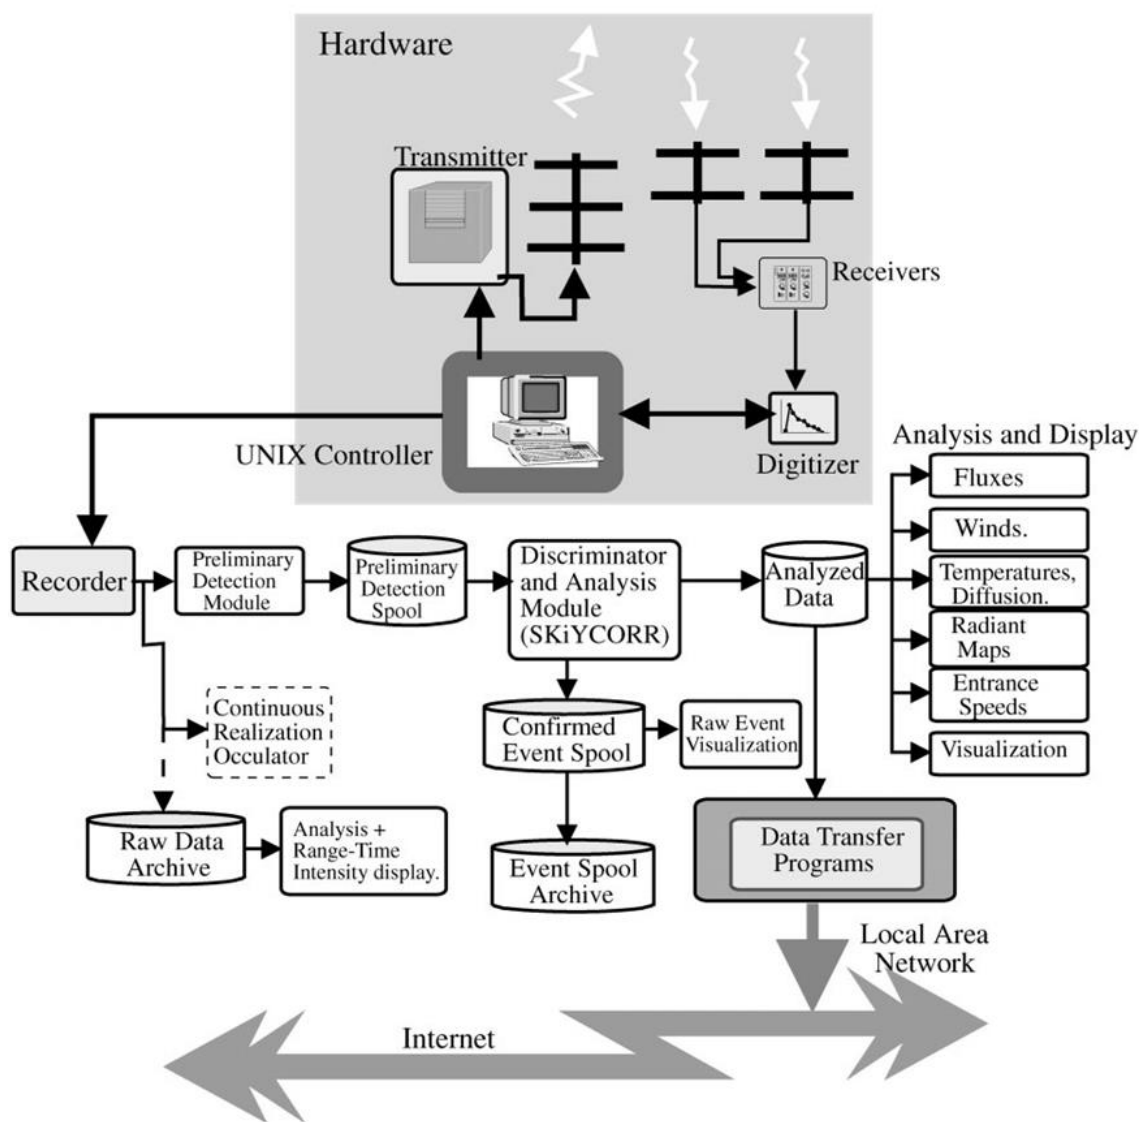 Hardware
Transmitter
Receivers
UNIX Controller
Digitizer
Analysis and Display
Fluxes
Winds.
Temperatures,
Diffusion.
Radiant
Maps
Entrance
Speeds
Visualization
Recorder
Preliminary
Detection
Module
Preliminary
Detection
Spool
Discriminator
and Analysis
Module
(SKiYCORR)
Analyzed
Data
Continuous
Realization
Occulator
Confirmed
Event Spool
Raw Event
Visualization
Raw Data
Archive
Analysis +
Range-Time
Intensity display.
Event Spool
Archive
Data Transfer
Programs
Local Area
Network
Internet